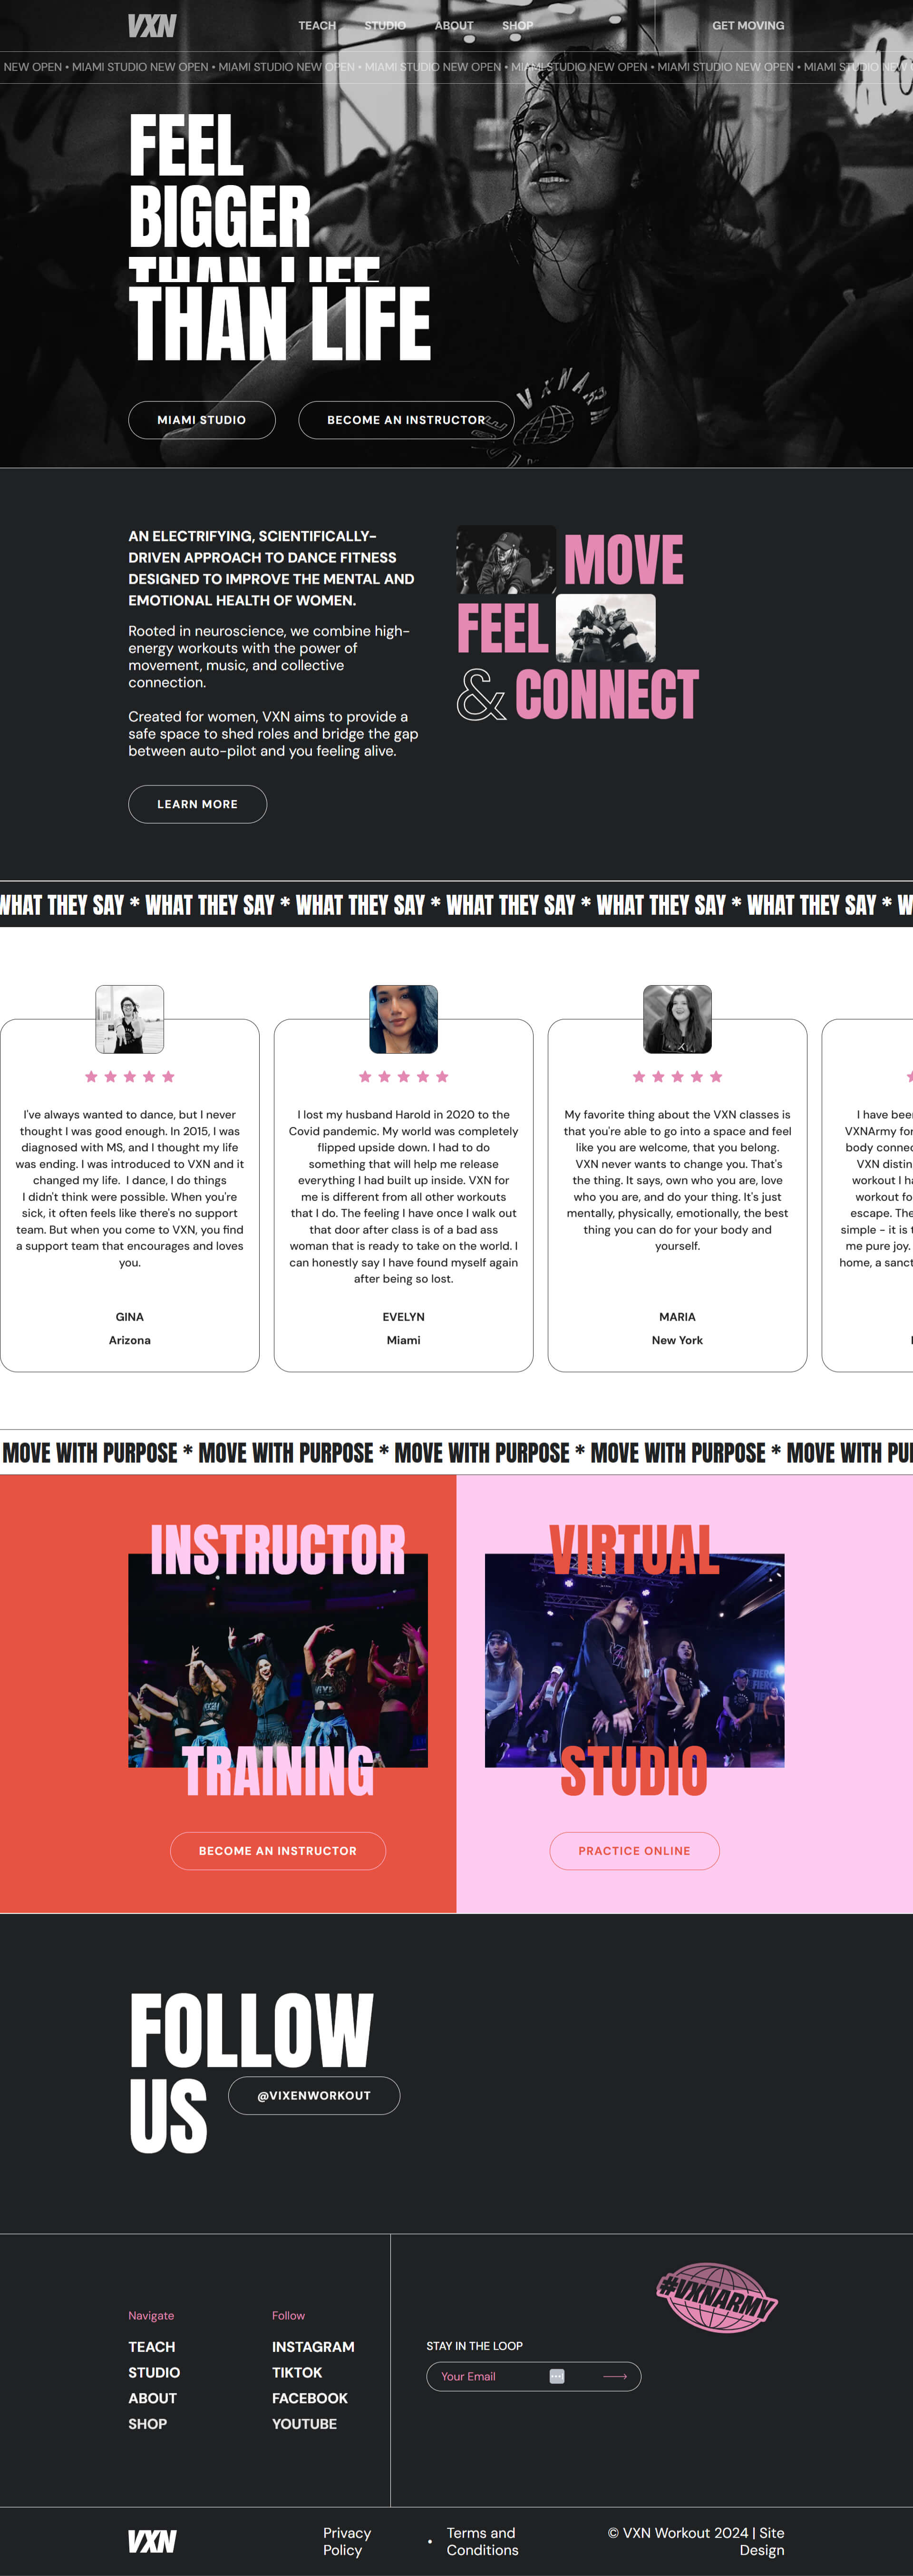 VXN
TEACH STUDIO ABOUT SHOP GET MOVING
NEW OPEN • MIAMI STUDIO NEW OPEN • MIAMI STUDIO NEW OPEN • MIAMI STUDIO NEW OPEN • MIAMI STUDIO NEW OPEN • MIAMI STUDIO NEW OPEN • MIAMI STUDIO NEW
FEEL
BIGGER
THAN LIFE
THAN LIFE
MIAMI STUDIO BECOME AN INSTRUCTOR
AN ELECTRIFYING, SCIENTIFICALLY-
DRIVEN APPROACH TO DANCE FITNESS
DESIGNED TO IMPROVE THE MENTAL AND
EMOTIONAL HEALTH OF WOMEN.
Rooted in neuroscience, we combine high-
energy workouts with the power of
movement, music, and collective
connection.
Created for women, VXN aims to provide a
safe space to shed roles and bridge the gap
between auto-pilot and you feeling alive.
LEARN MORE
MOVE
FEEL
& CONNECT
WHAT THEY SAY * WHAT THEY SAY * WHAT THEY SAY * WHAT THEY SAY * WHAT THEY SAY * WHAT THEY SAY * W
I've always wanted to dance, but I never
thought I was good enough. In 2015, I was
diagnosed with MS, and I thought my life
was ending. I was introduced to VXN and it
changed my life. I dance, I do things
I didn't think were possible. When you're
sick, it often feels like there's no support
team. But when you come to VXN, you find
a support team that encourages and loves
you.
GINA
Arizona
I lost my husband Harold in 2020 to the
Covid pandemic. My world was completely
flipped upside down. I had to do
something that will help me release
everything I had built up inside. VXN for
me is different from all other workouts
that I do. The feeling I have once I walk out
that door after class is of a bad ass
woman that is ready to take on the world. I
can honestly say I have found myself again
after being so lost.
EVELYN
Miami
My favorite thing about the VXN classes is
that you're able to go into a space and feel
like you are welcome, that you belong.
VXN never wants to change you. That's
the thing. It says, own who you are, love
who you are, and do your thing. It's just
mentally, physically, emotionally, the best
thing you can do for your body and
yourself.
MARIA
New York
I have been
VXNArmy for
body connec
VXN distin
workout I ha
workout fo
escape. The
simple - it is t
me pure joy.
home, a sanct
MOVE WITH PURPOSE * MOVE WITH PURPOSE * MOVE WITH PURPOSE * MOVE WITH PURPOSE * MOVE WITH PUR
INSTRUCTOR
TRAINING
BECOME AN INSTRUCTOR
VIRTUAL
STUDIO
PRACTICE ONLINE
FOLLOW
US
@VIXENWORKOUT
Navigate
TEACH
STUDIO
ABOUT
SHOP
Follow
INSTAGRAM
TIKTOK
FACEBOOK
YOUTUBE
#VXNARMY
STAY IN THE LOOP
Your Email
VXN
Privacy
Policy
•
Terms and
Conditions
© VXN Workout 2024 | Site
Design